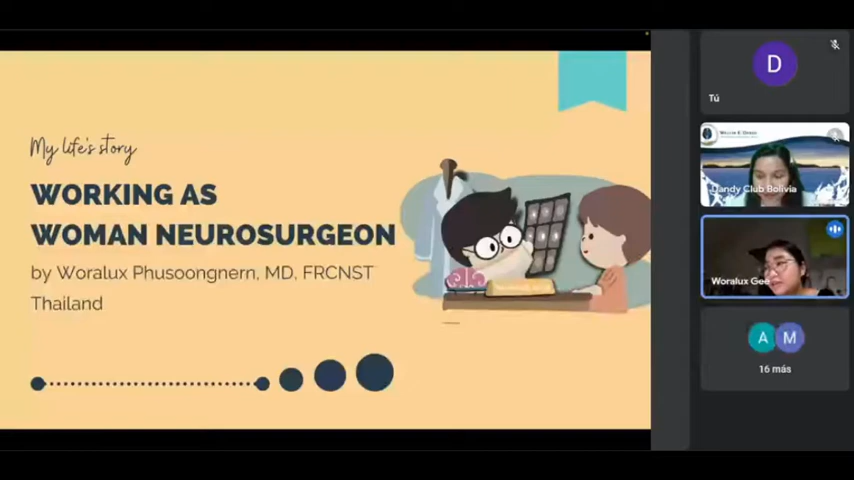 My life's story
WORKING AS
WOMAN NEUROSURGEON
by Woralux Phusoongnern, MD, FRCNST
Thailand
D
Tú
Dandy Club Bolivia
Woralux Gee
A
M
16 más